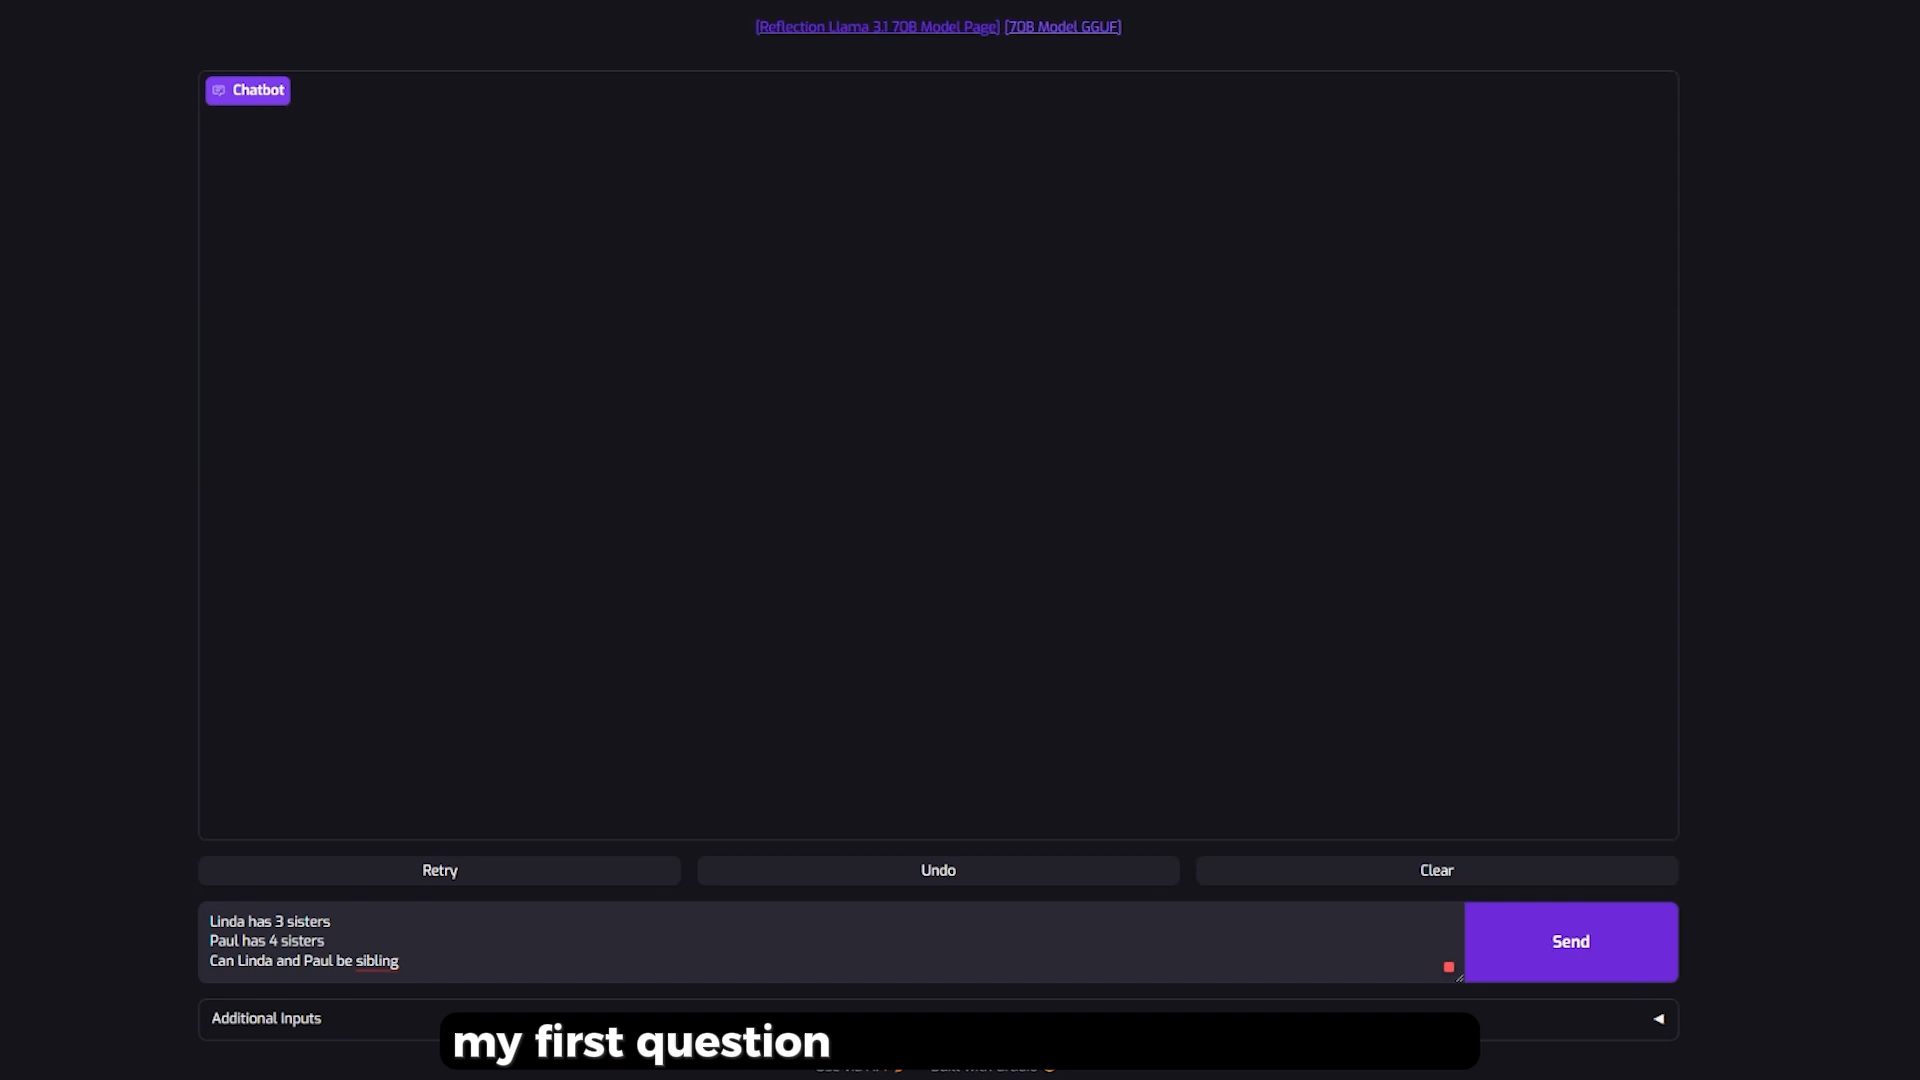 [Reflection Llama 3.1 70B Model Page] [70B Model GGUF]
Chatbot
Retry
Undo
Clear
Linda has 3 sisters
Paul has 4 sisters
Can Linda and Paul be sibling
Send
Additional Inputs
my first question